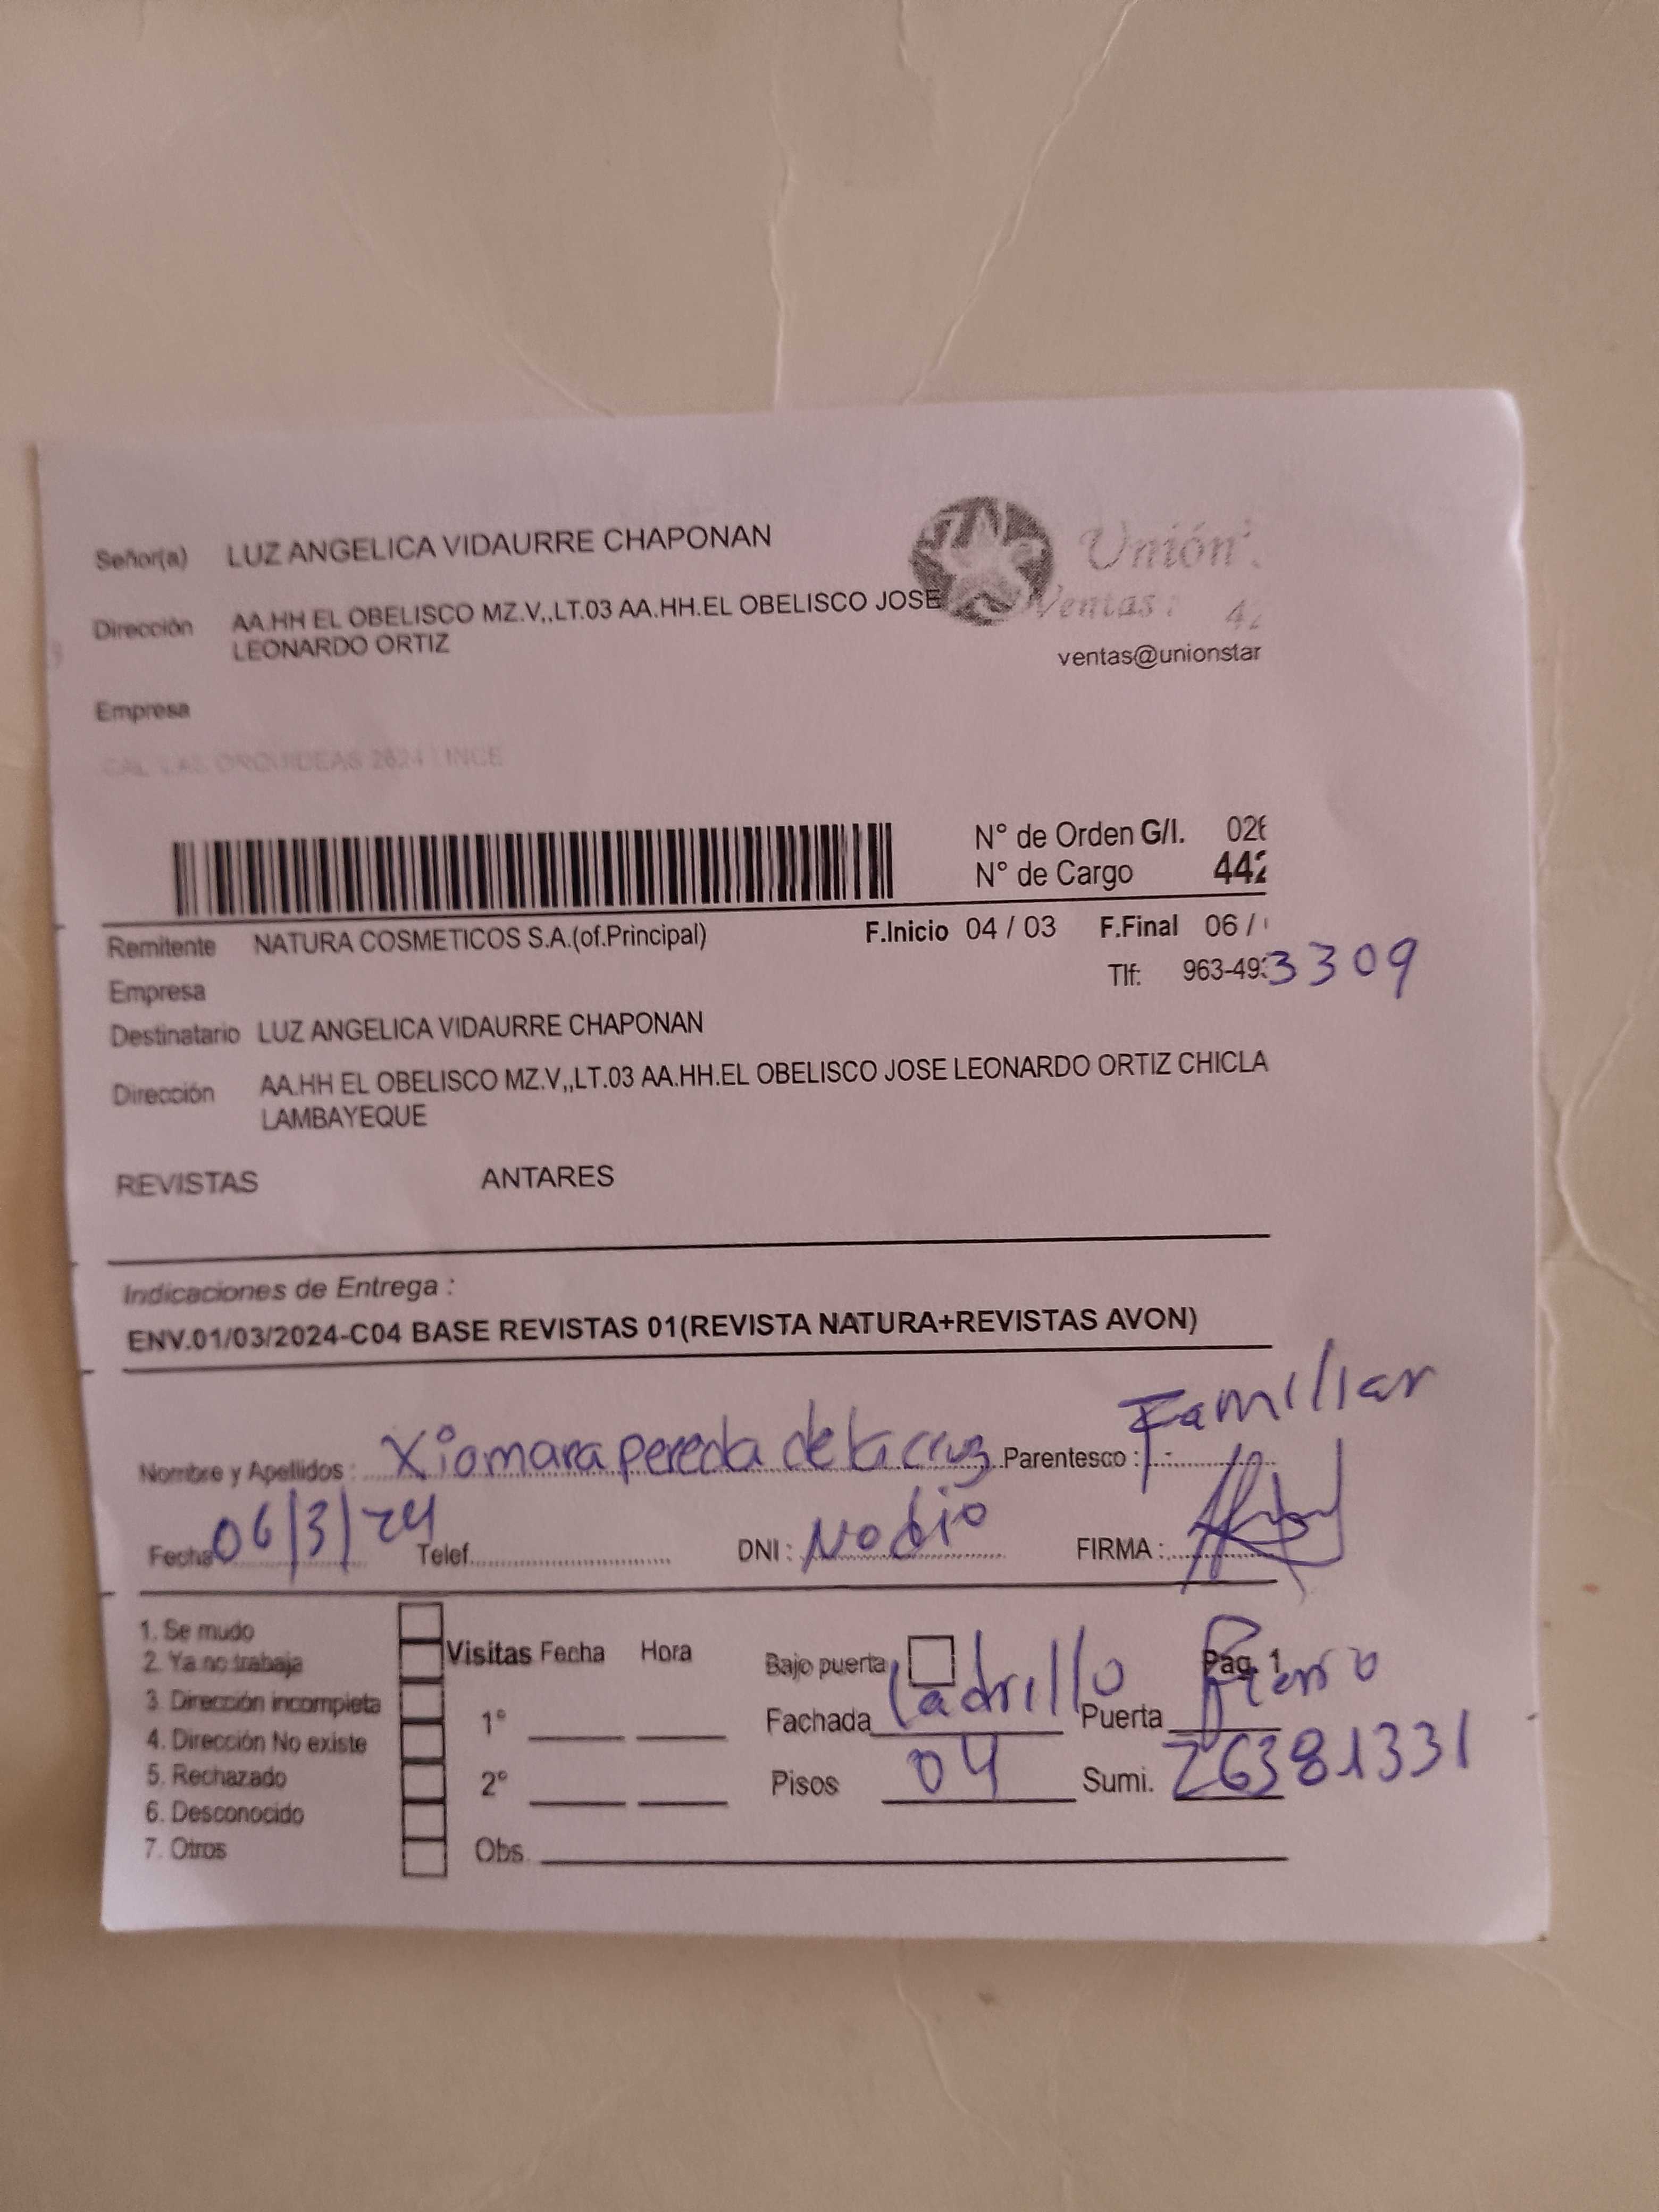 Señor(a) LUZ ANGELICA VIDAURRE CHAPONAN
Unión
Dirección AA.HH EL OBELISCO MZ.V,,LT.03 AA.HH.EL OBELISCO JOSE
LEONARDO ORTIZ
Ventas :
ventas@unionstar
Empresa
CAL LAS ORQUIDEAS 2624 LINCE
N° de Orden G/I. 026
N° de Cargo 442
Remitente NATURA COSMETICOS S.A.(of.Principal) F.Inicio 04 / 03 F.Final 06 /
Tlf: 963-493309
Empresa
Destinatario LUZ ANGELICA VIDAURRE CHAPONAN
Dirección AA.HH EL OBELISCO MZ.V,,LT.03 AA.HH.EL OBELISCO JOSE LEONARDO ORTIZ CHICLA
LAMBAYEQUE
REVISTAS ANTARES
Indicaciones de Entrega :
ENV.01/03/2024-C04 BASE REVISTAS 01(REVISTA NATURA+REVISTAS AVON)
Nombre y Apellidos : Xiomara pereda de la cruz Parentesco : Familiar
Fecha 06/3/24 Telef. DNI : No dio FIRMA :
1. Se mudo
2. Ya no trabaja
3. Dirección incompleta
4. Dirección No existe
5. Rechazado
6. Desconocido
7. Otros
Visitas Fecha Hora
1°
2°
Obs.
Bajo puerta Pag. 1
Fachada ladrillo Puerta fierro
Pisos 04 Sumi. 26381331